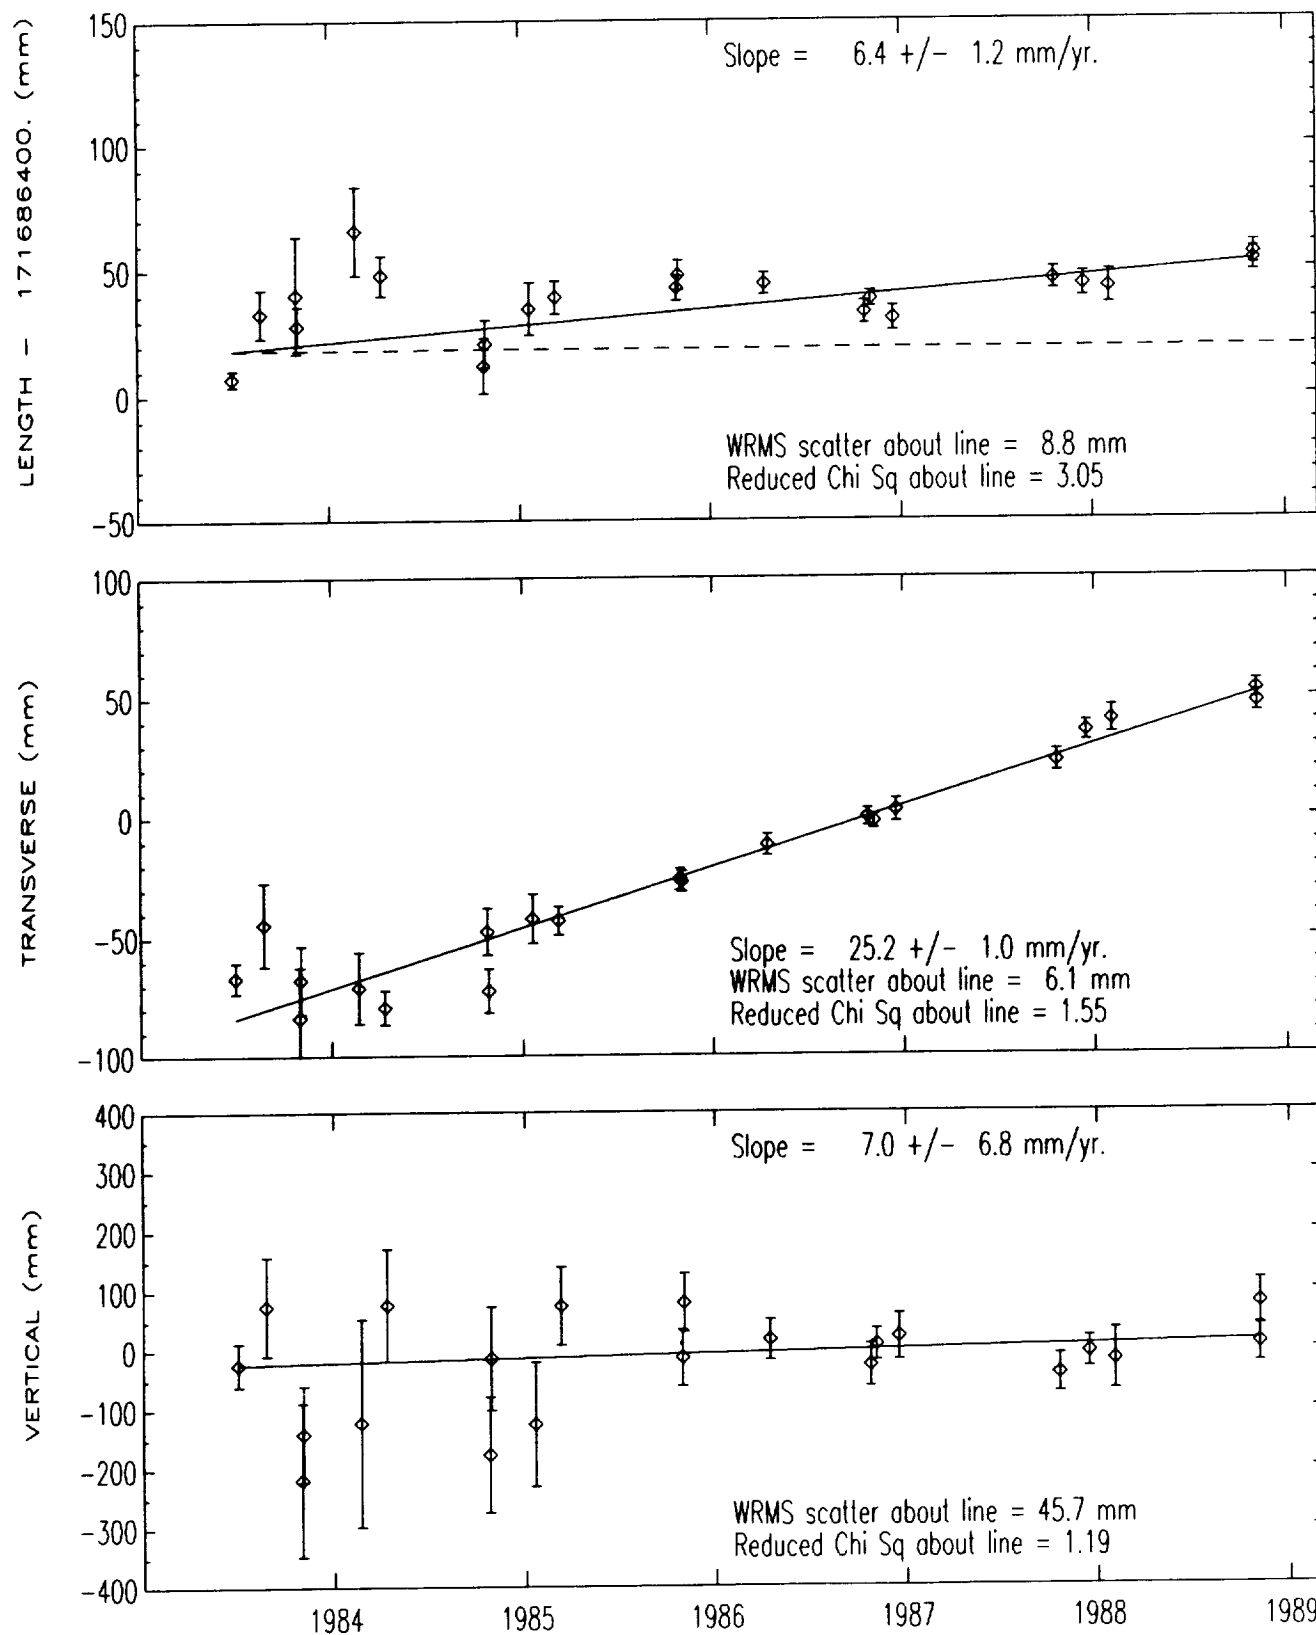 LENGTH - 171686400. (mm)
150
100
50
0
-50
Slope = 6.4 +/- 1.2 mm/yr.
WRMS scatter about line = 8.8 mm
Reduced Chi Sq about line = 3.05
TRANSVERSE (mm)
100
50
0
-50
-100
Slope = 25.2 +/- 1.0 mm/yr.
WRMS scatter about line = 6.1 mm
Reduced Chi Sq about line = 1.55
VERTICAL (mm)
400
300
200
100
0
-100
-200
-300
-400
Slope = 7.0 +/- 6.8 mm/yr.
WRMS scatter about line = 45.7 mm
Reduced Chi Sq about line = 1.19
1984 1985 1986 1987 1988 1989